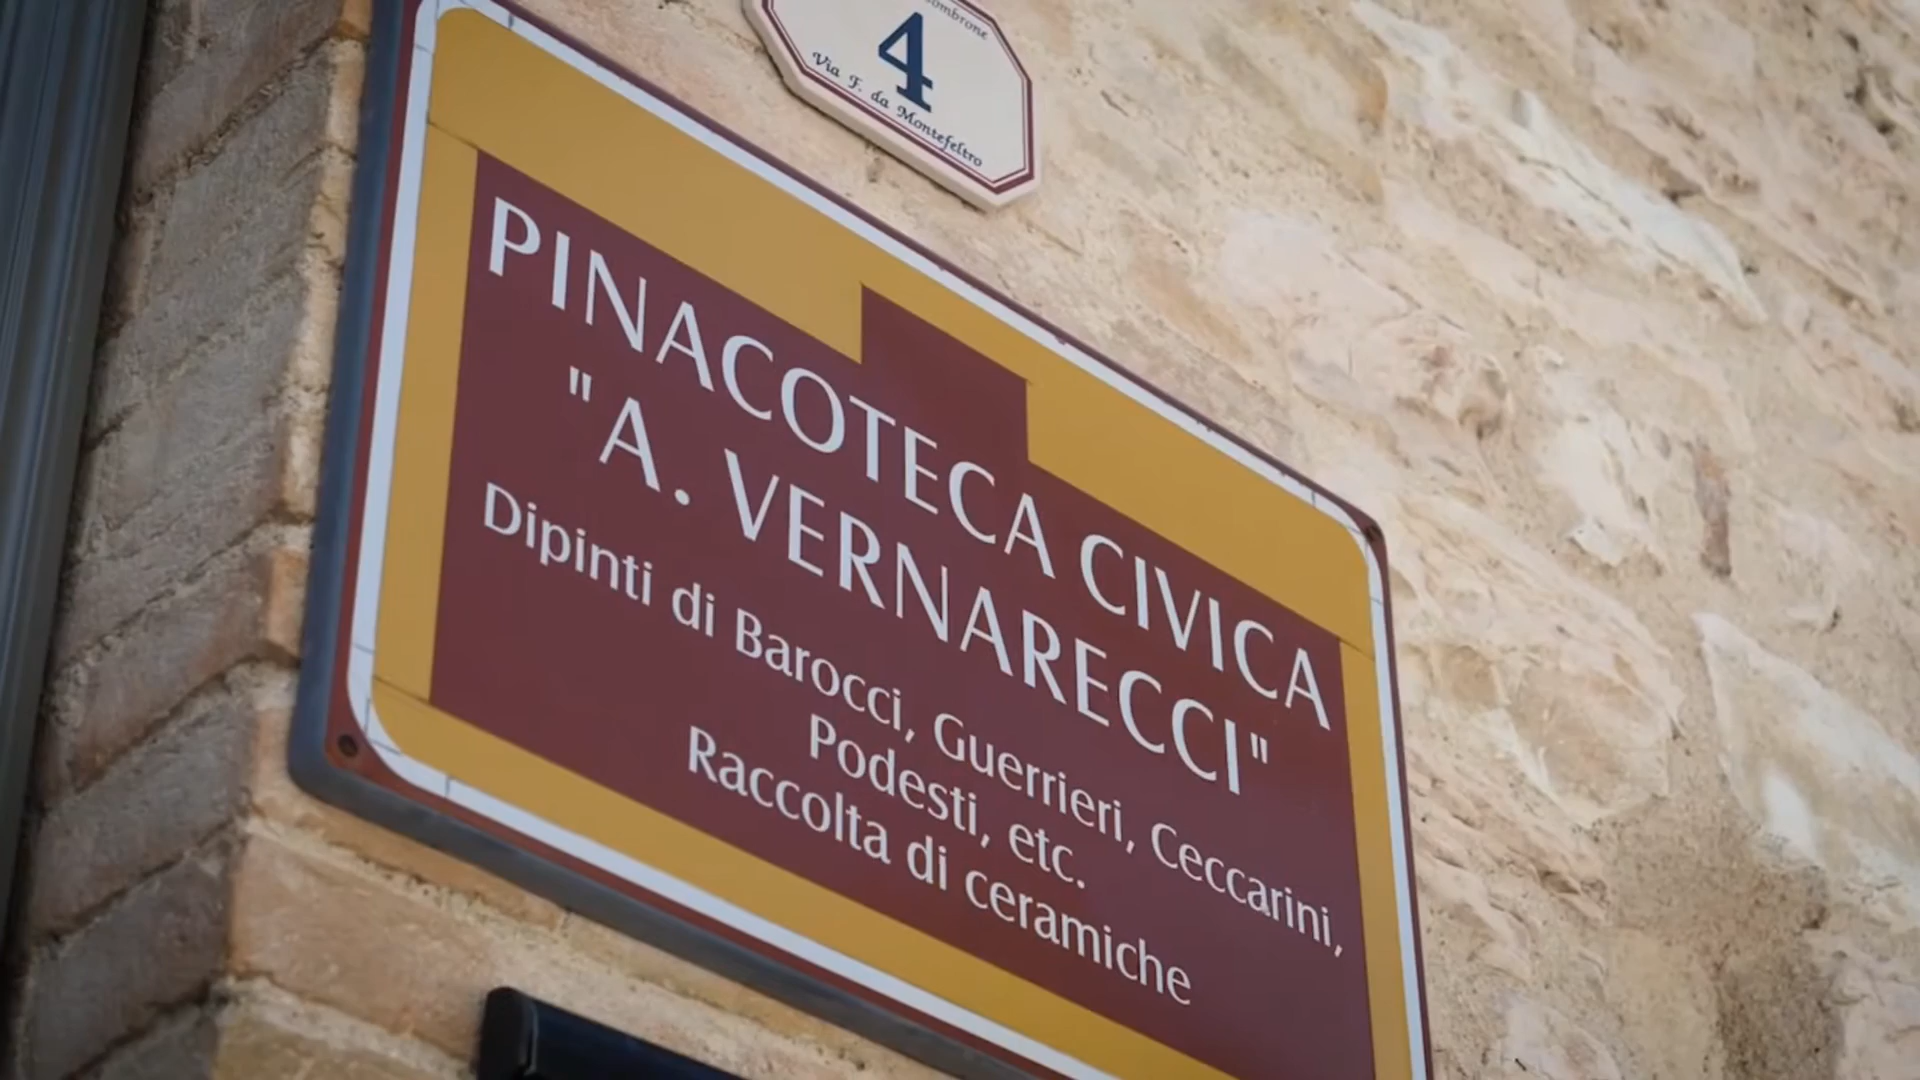 4
Via F. da Montefeltro
PINACOTECA CIVICA
"A. VERNARECCI"
Dipinti di Barocci, Guerrieri, Ceccarini,
Podesti, etc.
Raccolta di ceramiche